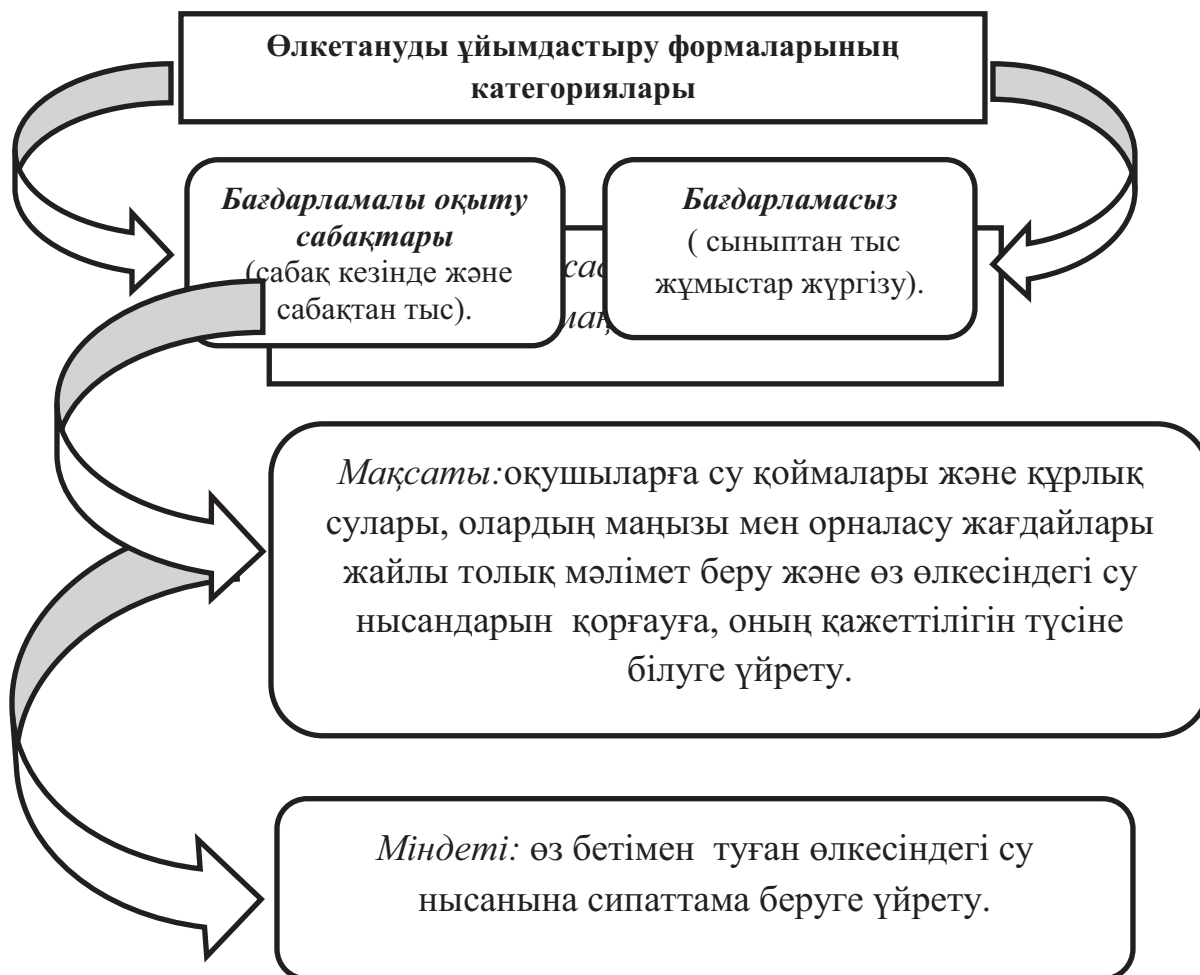 Өлкетануды ұйымдастыру формаларының
категориялары
Бағдарламалы оқыту
сабақтары
(сабақ кезінде және
сабақтан тыс).
Бағдарламасыз
( сыныптан тыс
жұмыстар жүргізу).
Мақсаты:оқушыларға су қоймалары және құрлық
сулары, олардың маңызы мен орналасу жағдайлары
жайлы толық мәлімет беру және өз өлкесіндегі су
нысандарын  қорғауға, оның қажеттілігін түсіне
білуге үйрету.
Міндеті: өз бетімен  туған өлкесіндегі су
нысанына сипаттама беруге үйрету.